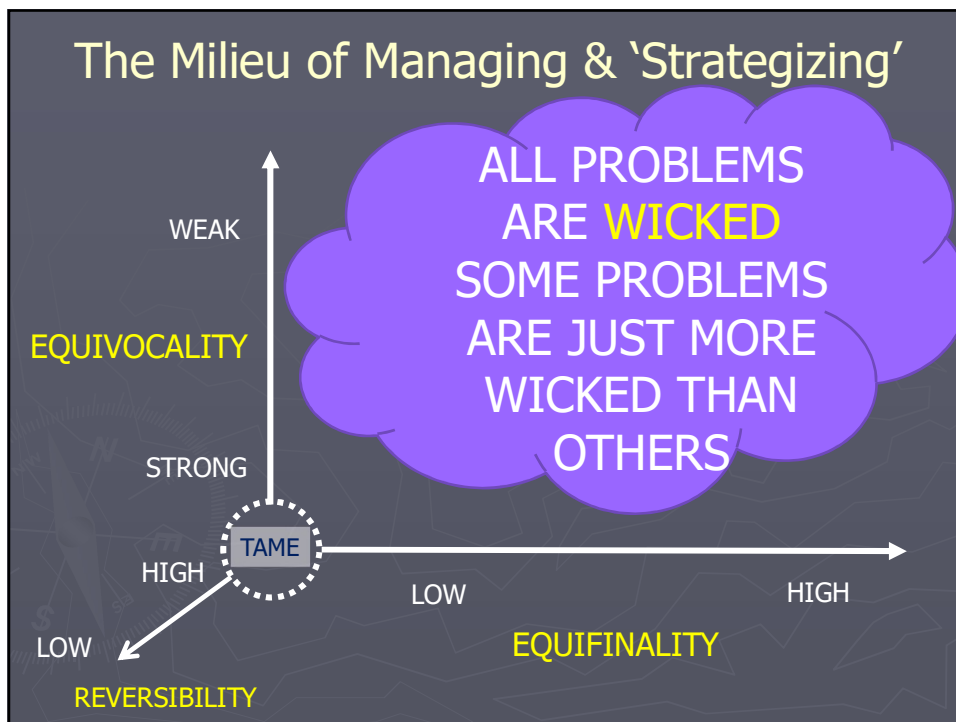 The Milieu of Managing & ‘Strategizing’
ALL PROBLEMS
ARE WICKED
SOME PROBLEMS
ARE JUST MORE
WICKED THAN
OTHERS
WEAK
EQUIVOCALITY
STRONG
TAME
HIGH
LOW
REVERSIBILITY
LOW
HIGH
EQUIFINALITY
N
E
S